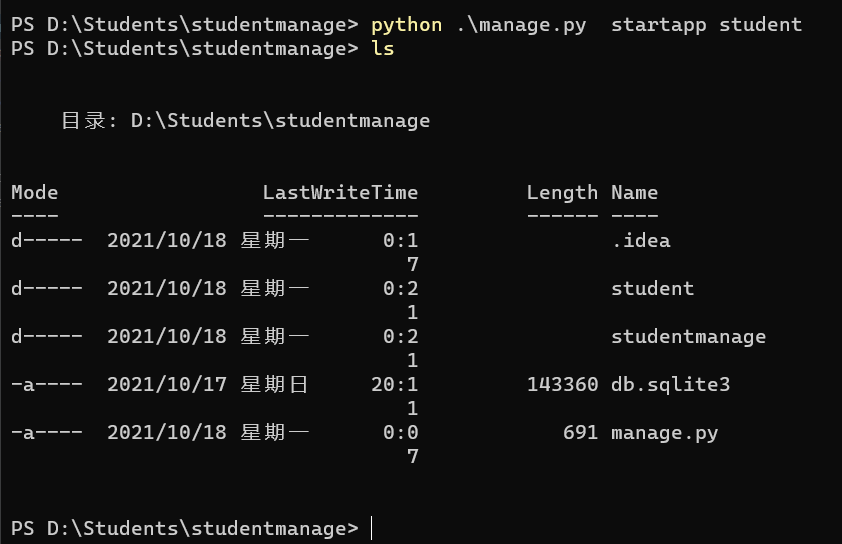 PS D:\Students\studentmanage> python .\manage.py  startapp student
PS D:\Students\studentmanage> ls
目录: D:\Students\studentmanage
Mode                 LastWriteTime         Length Name
----                 -------------         ------ ----
d-----  2021/10/18 星期一      0:1                .idea
                                 7
d-----  2021/10/18 星期一      0:2                student
                                 1
d-----  2021/10/18 星期一      0:2                studentmanage
                                 1
-a----  2021/10/17 星期日     20:1         143360 db.sqlite3
                                 1
-a----  2021/10/18 星期一      0:0            691 manage.py
                                 7
PS D:\Students\studentmanage>